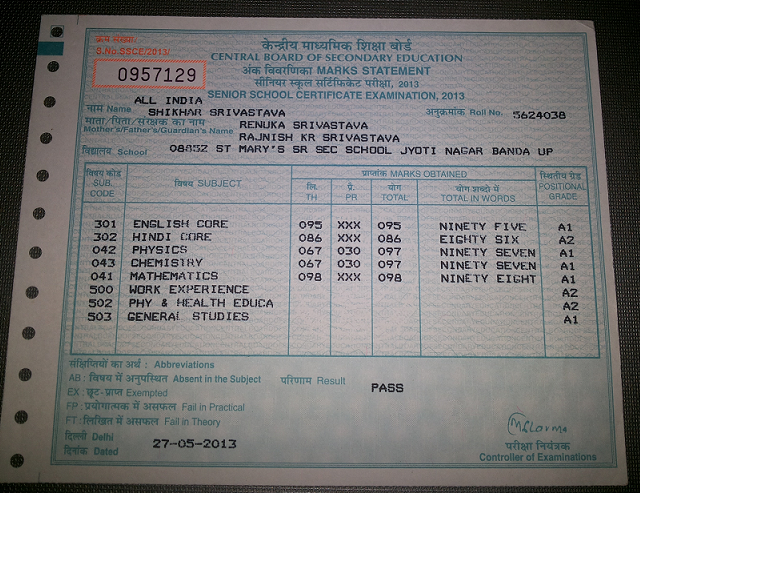 क्रम संख्या/
S.No.SSCE/2013/
0957129
केन्द्रीय माध्यमिक शिक्षा बोर्ड
CENTRAL BOARD OF SECONDARY EDUCATION
अंक विवरणिका MARKS STATEMENT
सीनियर स्कूल सर्टिफिकेट परीक्षा, 2013
SENIOR SCHOOL CERTIFICATE EXAMINATION, 2013
ALL INDIA
नाम Name SHIKHAR SRIVASTAVA अनुक्रमांक Roll No. 5624038
माता/पिता/संरक्षक का नाम
Mother's/Father's/Guardian's Name RENUKA SRIVASTAVA
RAJNISH KR SRIVASTAVA
विद्यालय School 08852 ST MARY'S SR SEC SCHOOL JYOTI NAGAR BANDA UP
विषय कोड SUB. CODE विषय SUBJECT प्राप्तांक MARKS OBTAINED स्थितीय ग्रेड POSITIONAL GRADE
लि. TH प्रे. PR योग TOTAL योग शब्दों में TOTAL IN WORDS
301 ENGLISH CORE 095 XXX 095 NINETY FIVE A1
302 HINDI CORE 086 XXX 086 EIGHTY SIX A2
042 PHYSICS 067 030 097 NINETY SEVEN A1
043 CHEMISTRY 067 030 097 NINETY SEVEN A1
041 MATHEMATICS 098 XXX 098 NINETY EIGHT A1
500 WORK EXPERIENCE A2
502 PHY & HEALTH EDUCA A2
503 GENERAL STUDIES A1
संक्षिप्तियों का अर्थ : Abbreviations
AB : विषय में अनुपस्थित Absent in the Subject परिणाम Result PASS
EX : छूट-प्राप्त Exempted
FP : प्रयोगात्मक में असफल Fail in Practical
FT : लिखित में असफल Fail in Theory
दिल्ली Delhi
दिनांक Dated 27-05-2013
परीक्षा नियंत्रक
Controller of Examinations